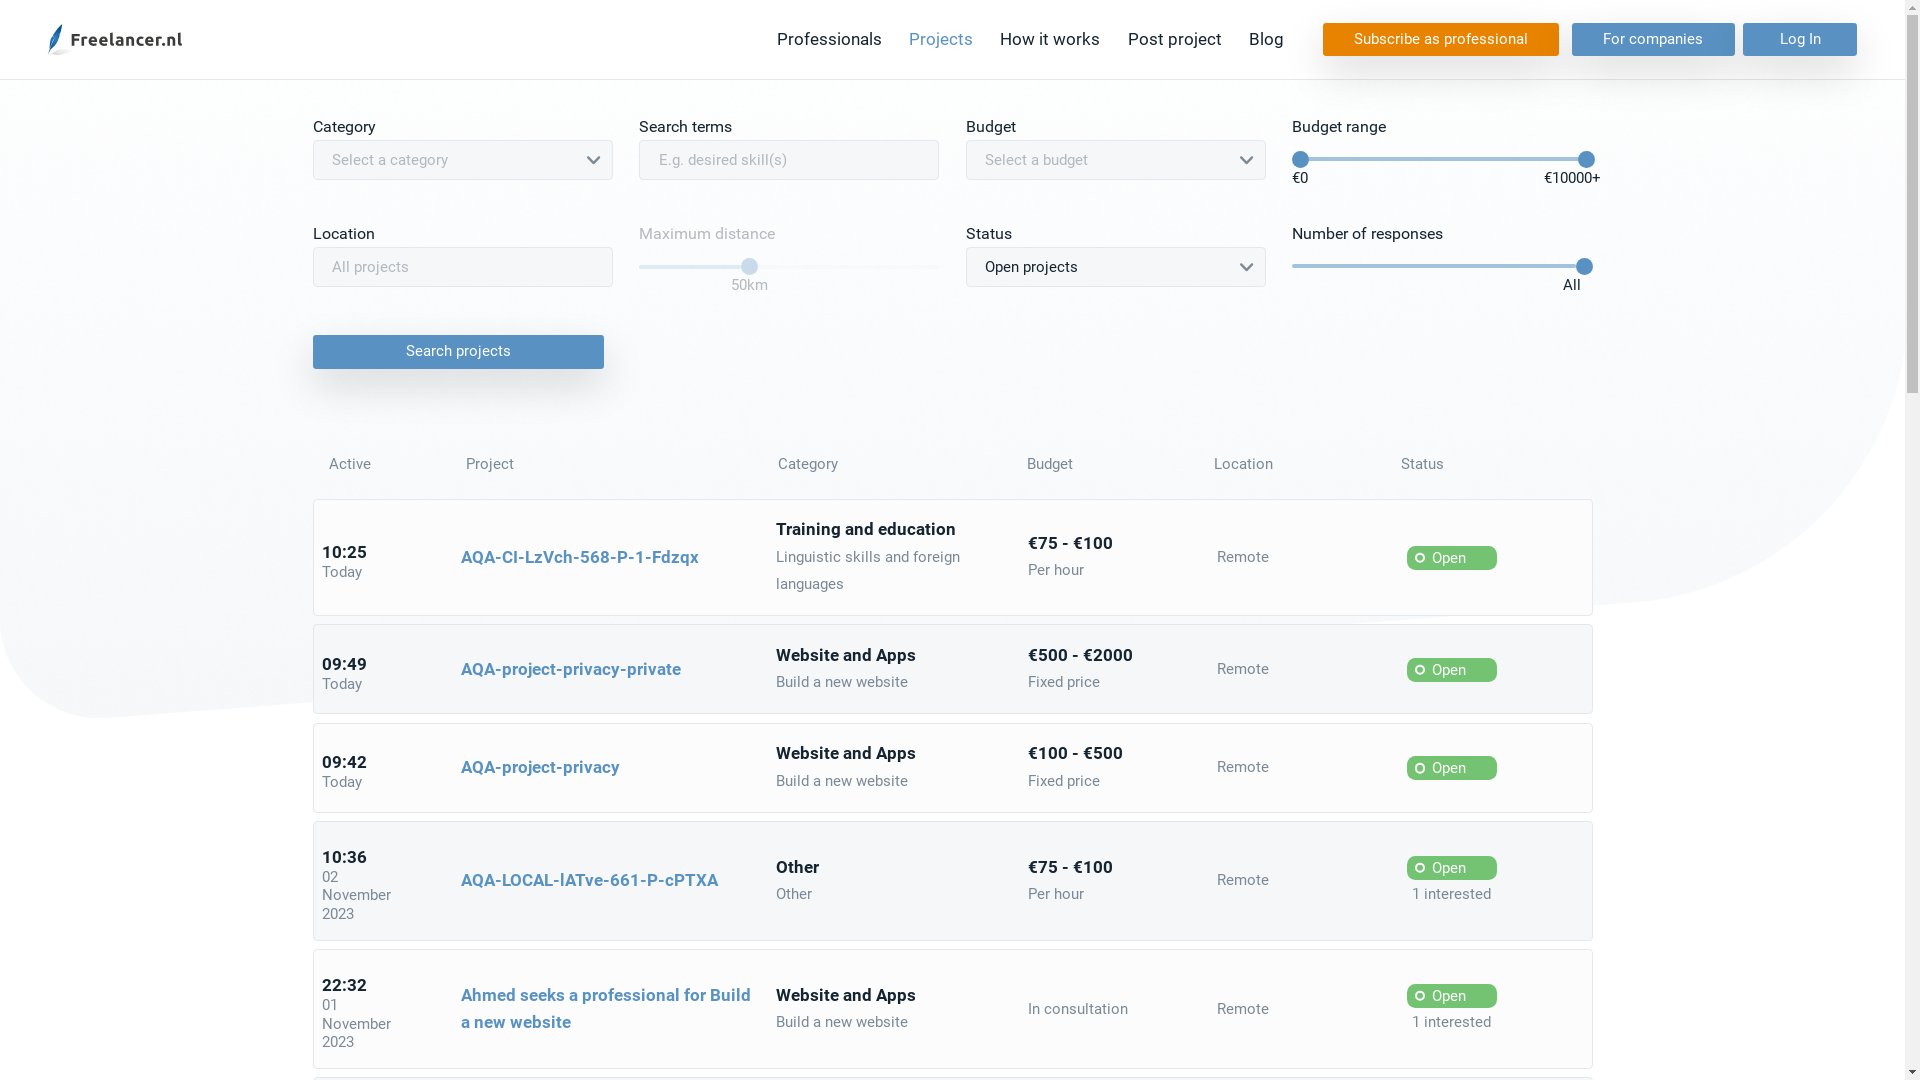 Freelancer.nl
Professionals Projects How it works Post project Blog Subscribe as professional For companies Log In
Category Search terms Budget Budget range
Select a category E.g. desired skill(s) Select a budget
€0 €10000+
Location Maximum distance Status Number of responses
All projects Open projects
50km All
Search projects
Active Project Category Budget Location Status
10:25
Today
AQA-CI-LzVch-568-P-1-Fdzqx
Training and education
Linguistic skills and foreign
languages
€75 - €100
Per hour
Remote
Open
09:49
Today
AQA-project-privacy-private
Website and Apps
Build a new website
€500 - €2000
Fixed price
Remote
Open
09:42
Today
AQA-project-privacy
Website and Apps
Build a new website
€100 - €500
Fixed price
Remote
Open
10:36
02
November
2023
AQA-LOCAL-lATve-661-P-cPTXA
Other
Other
€75 - €100
Per hour
Remote
Open
1 interested
22:32
01
November
2023
Ahmed seeks a professional for Build
a new website
Website and Apps
Build a new website
In consultation
Remote
Open
1 interested